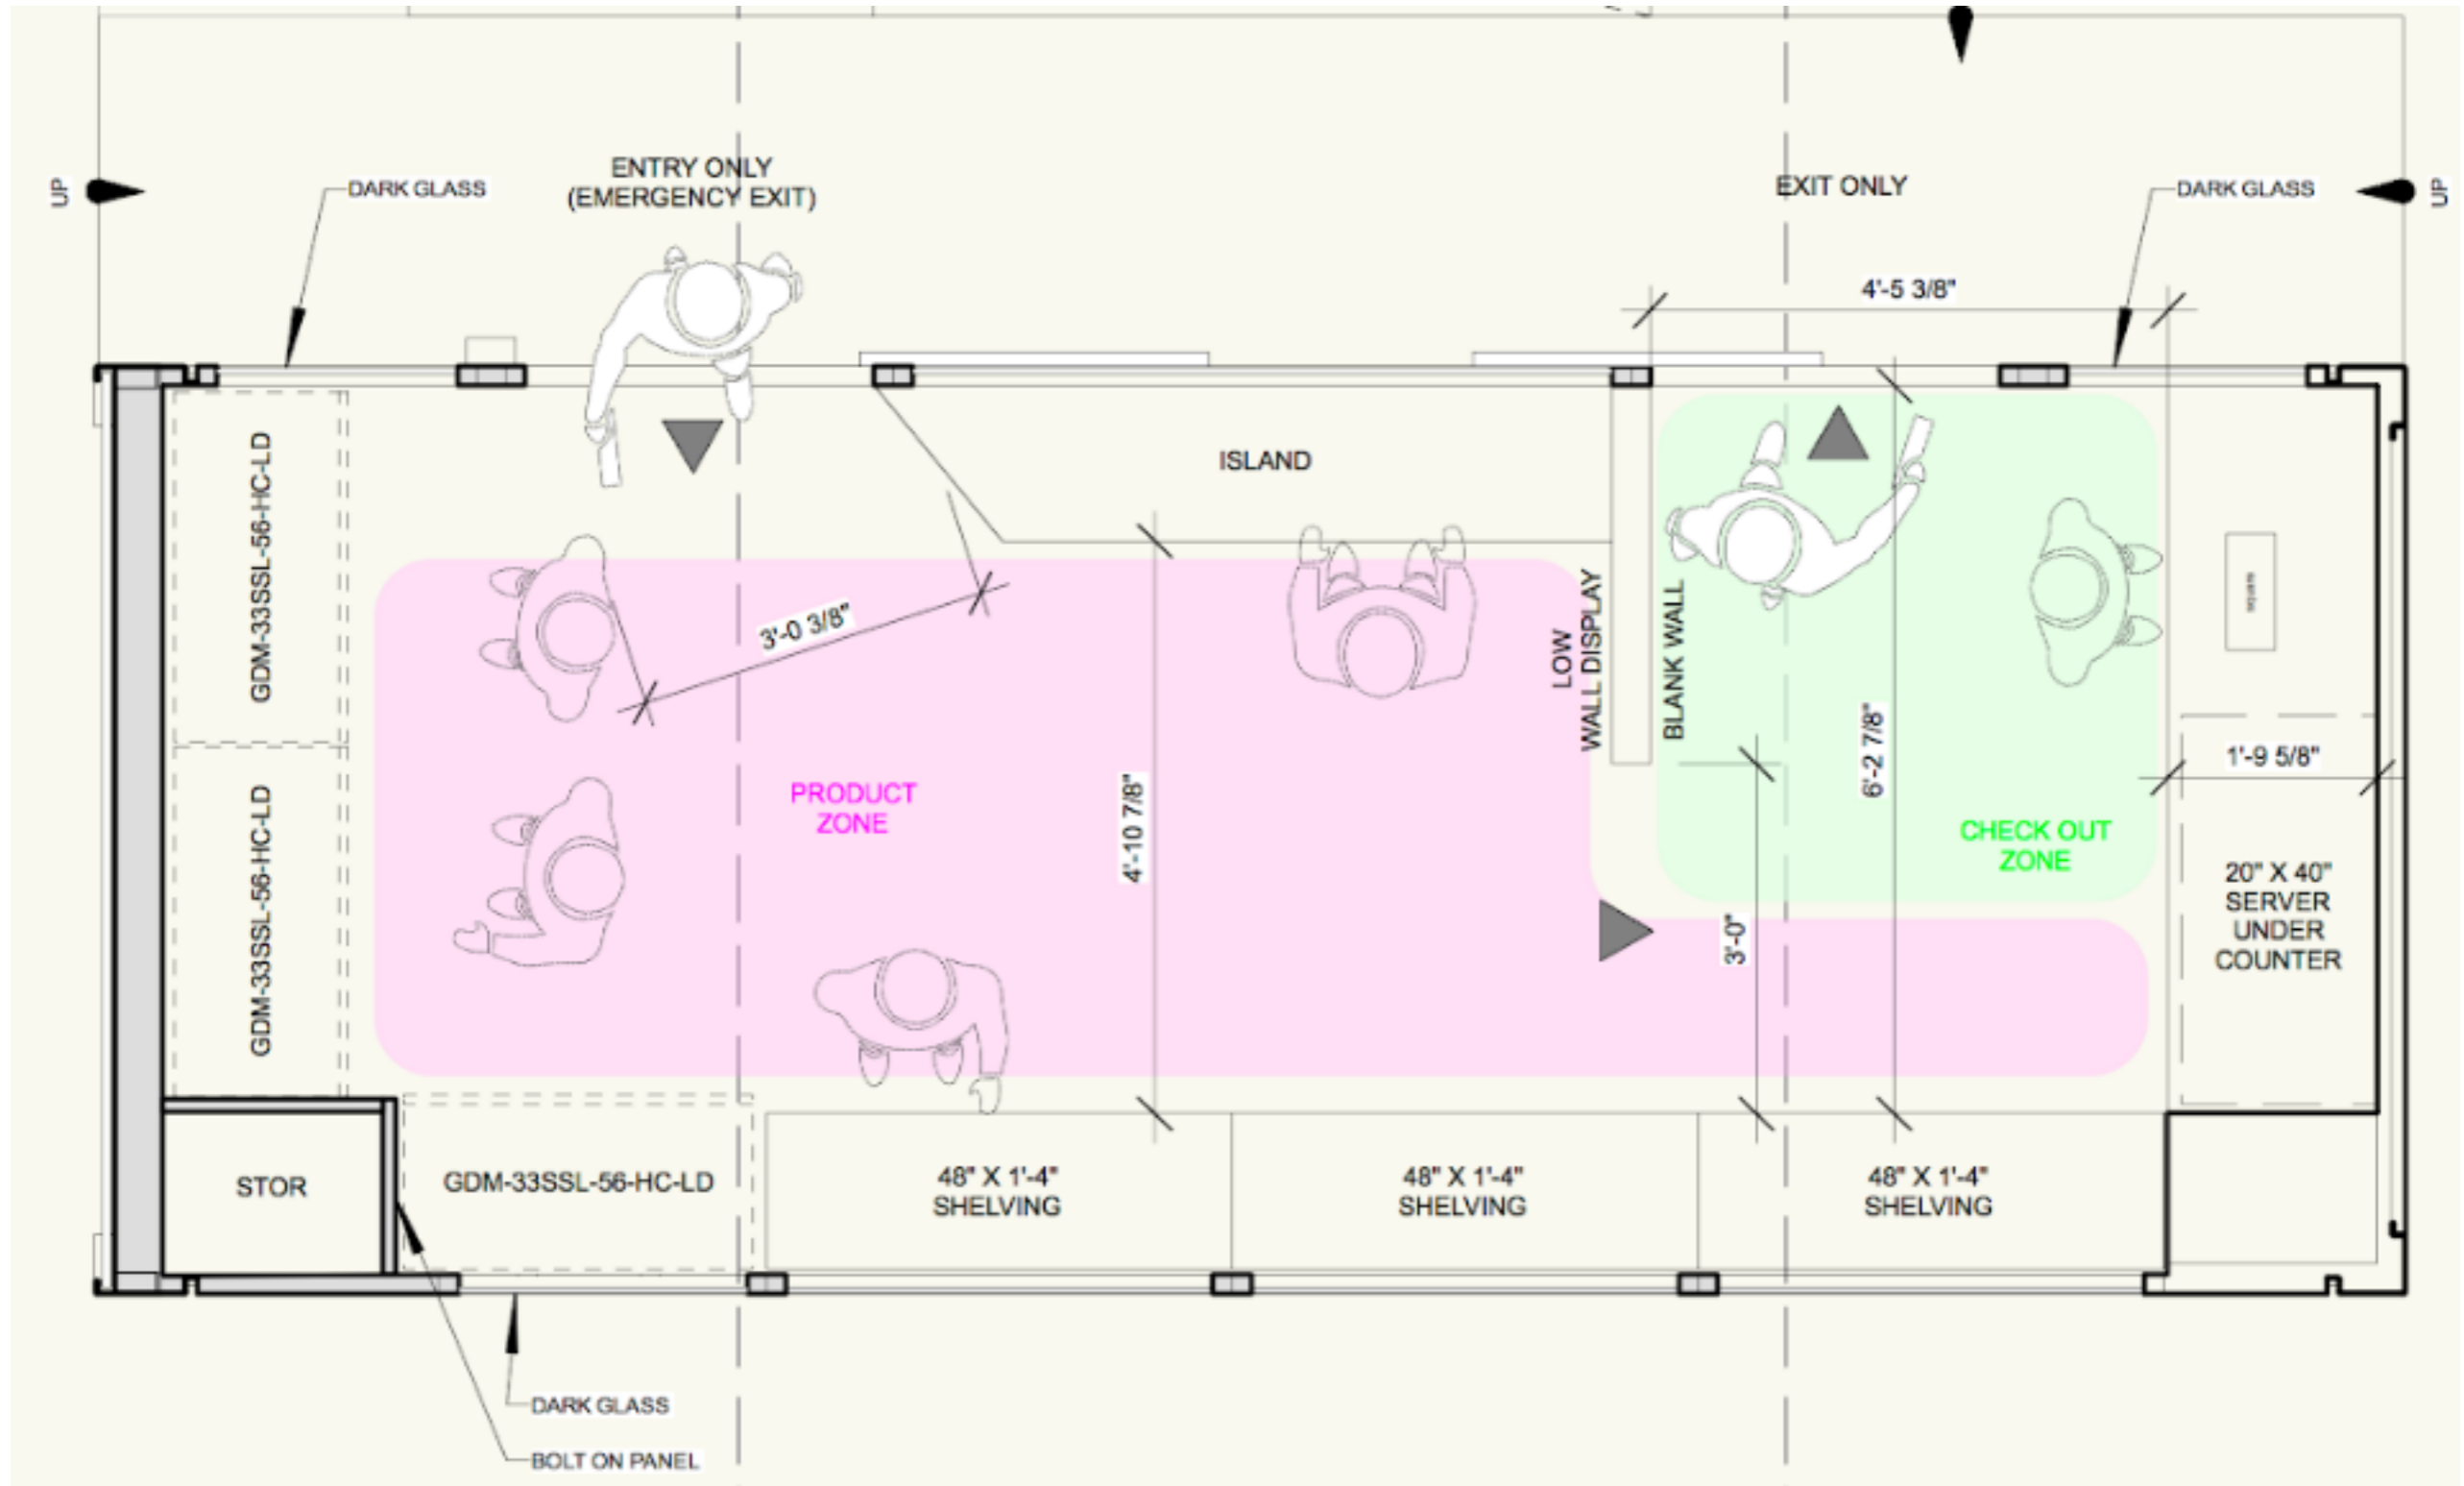 ENTRY ONLY
(EMERGENCY EXIT)
EXIT ONLY
UP
DARK GLASS
DARK GLASS
UP
4'-5 3/8"
GDM-33SSL-56-HC-LD
ISLAND
3'-0 3/8"
LOW
WALL DISPLAY
BLANK WALL
square
6'-2 7/8"
1'-9 5/8"
PRODUCT
ZONE
4'-10 7/8"
CHECK OUT
ZONE
GDM-33SSL-56-HC-LD
3'-0"
20" X 40"
SERVER
UNDER
COUNTER
STOR
GDM-33SSL-56-HC-LD
48" X 1'-4"
SHELVING
48" X 1'-4"
SHELVING
48" X 1'-4"
SHELVING
DARK GLASS
BOLT ON PANEL